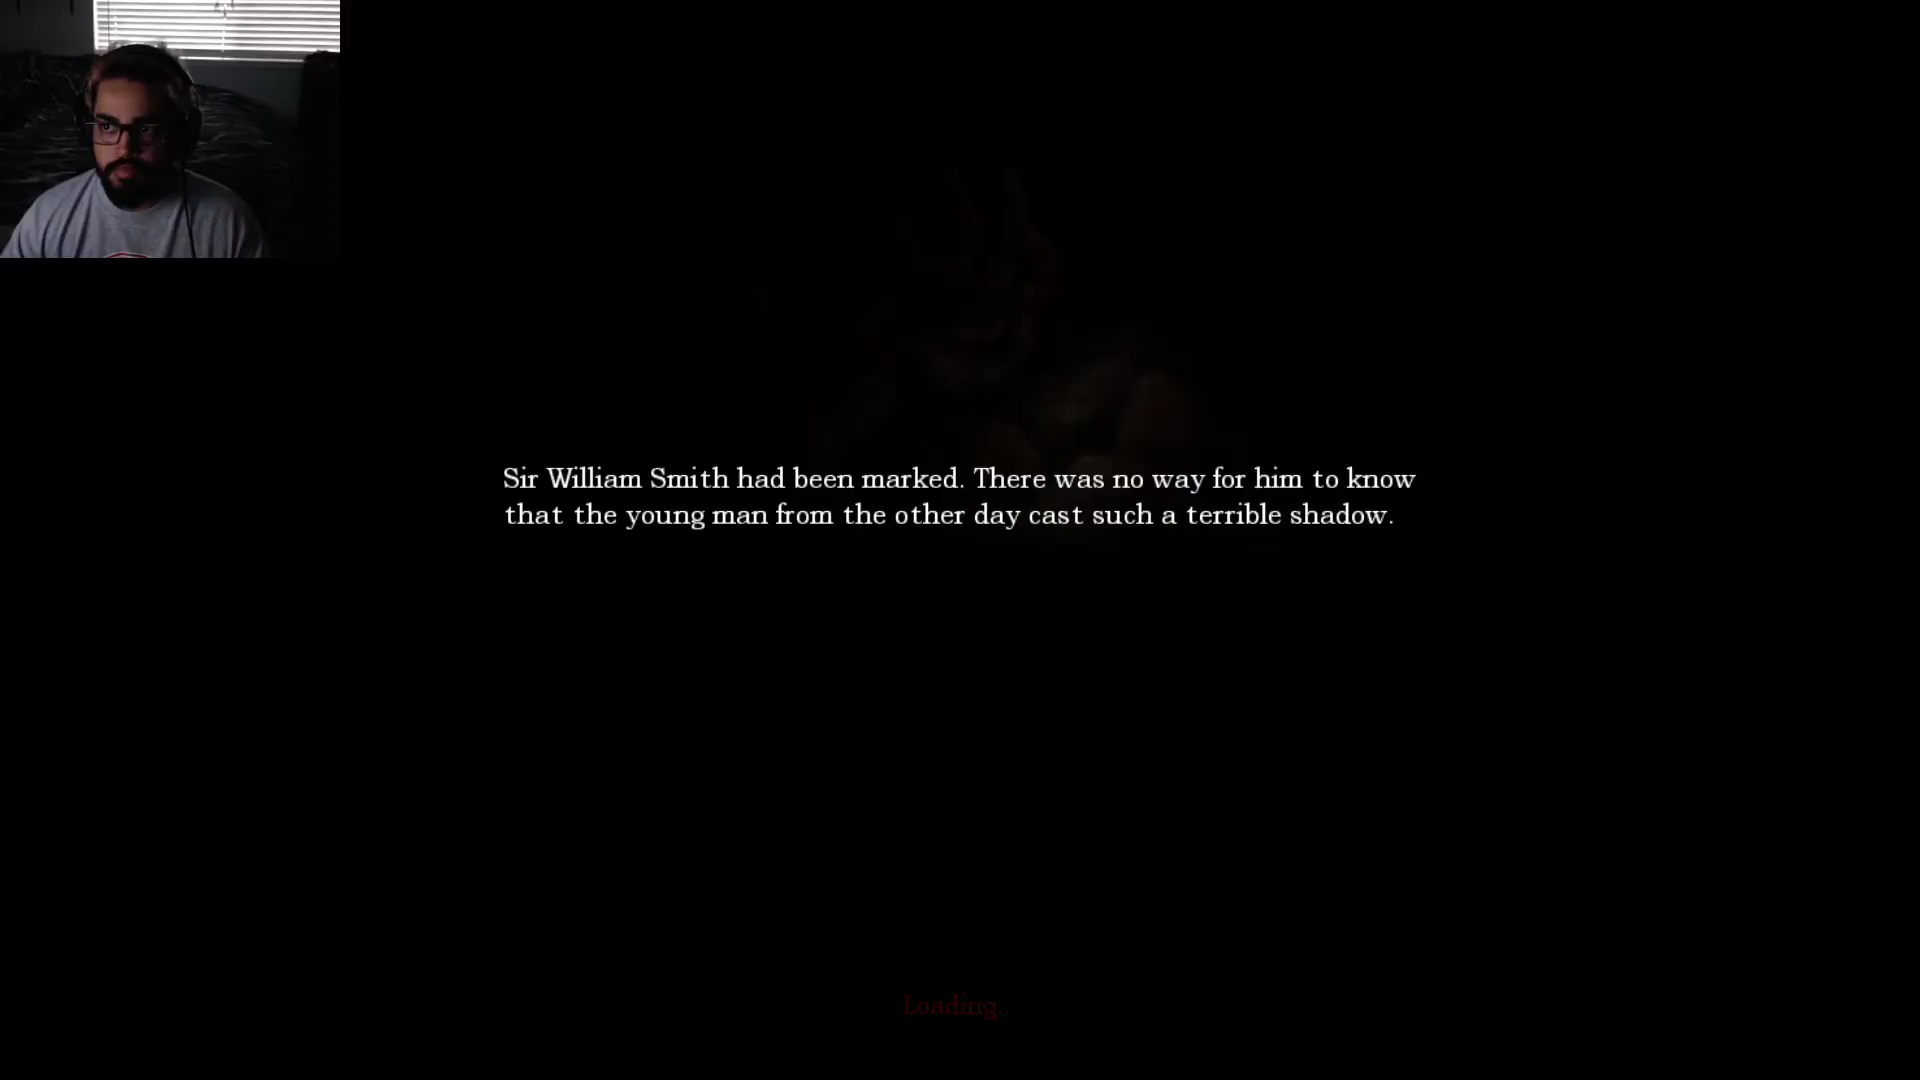 Sir William Smith had been marked. There was no way for him to know
that the young man from the other day cast such a terrible shadow.
Loading..